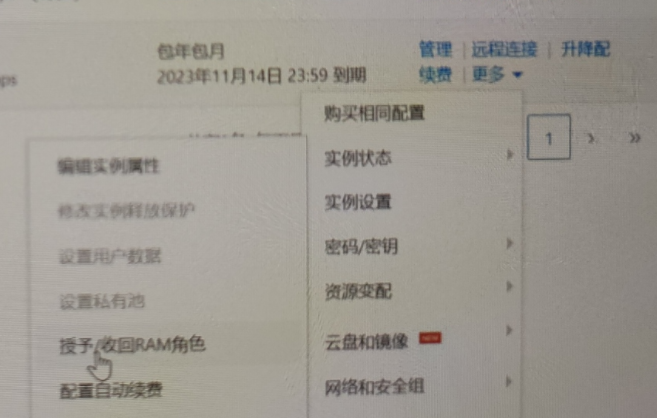 包年包月
2023年11月14日 23:59 到期
管理 | 远程连接 | 升降配
续费 | 更多
ps
购买相同配置
实例状态
实例设置
密码/密钥
资源变配
云盘和镜像 NEW
网络和安全组
编辑实例属性
修改实例释放保护
设置用户数据
设置私有池
授予/收回RAM角色
配置自动续费
1 › »